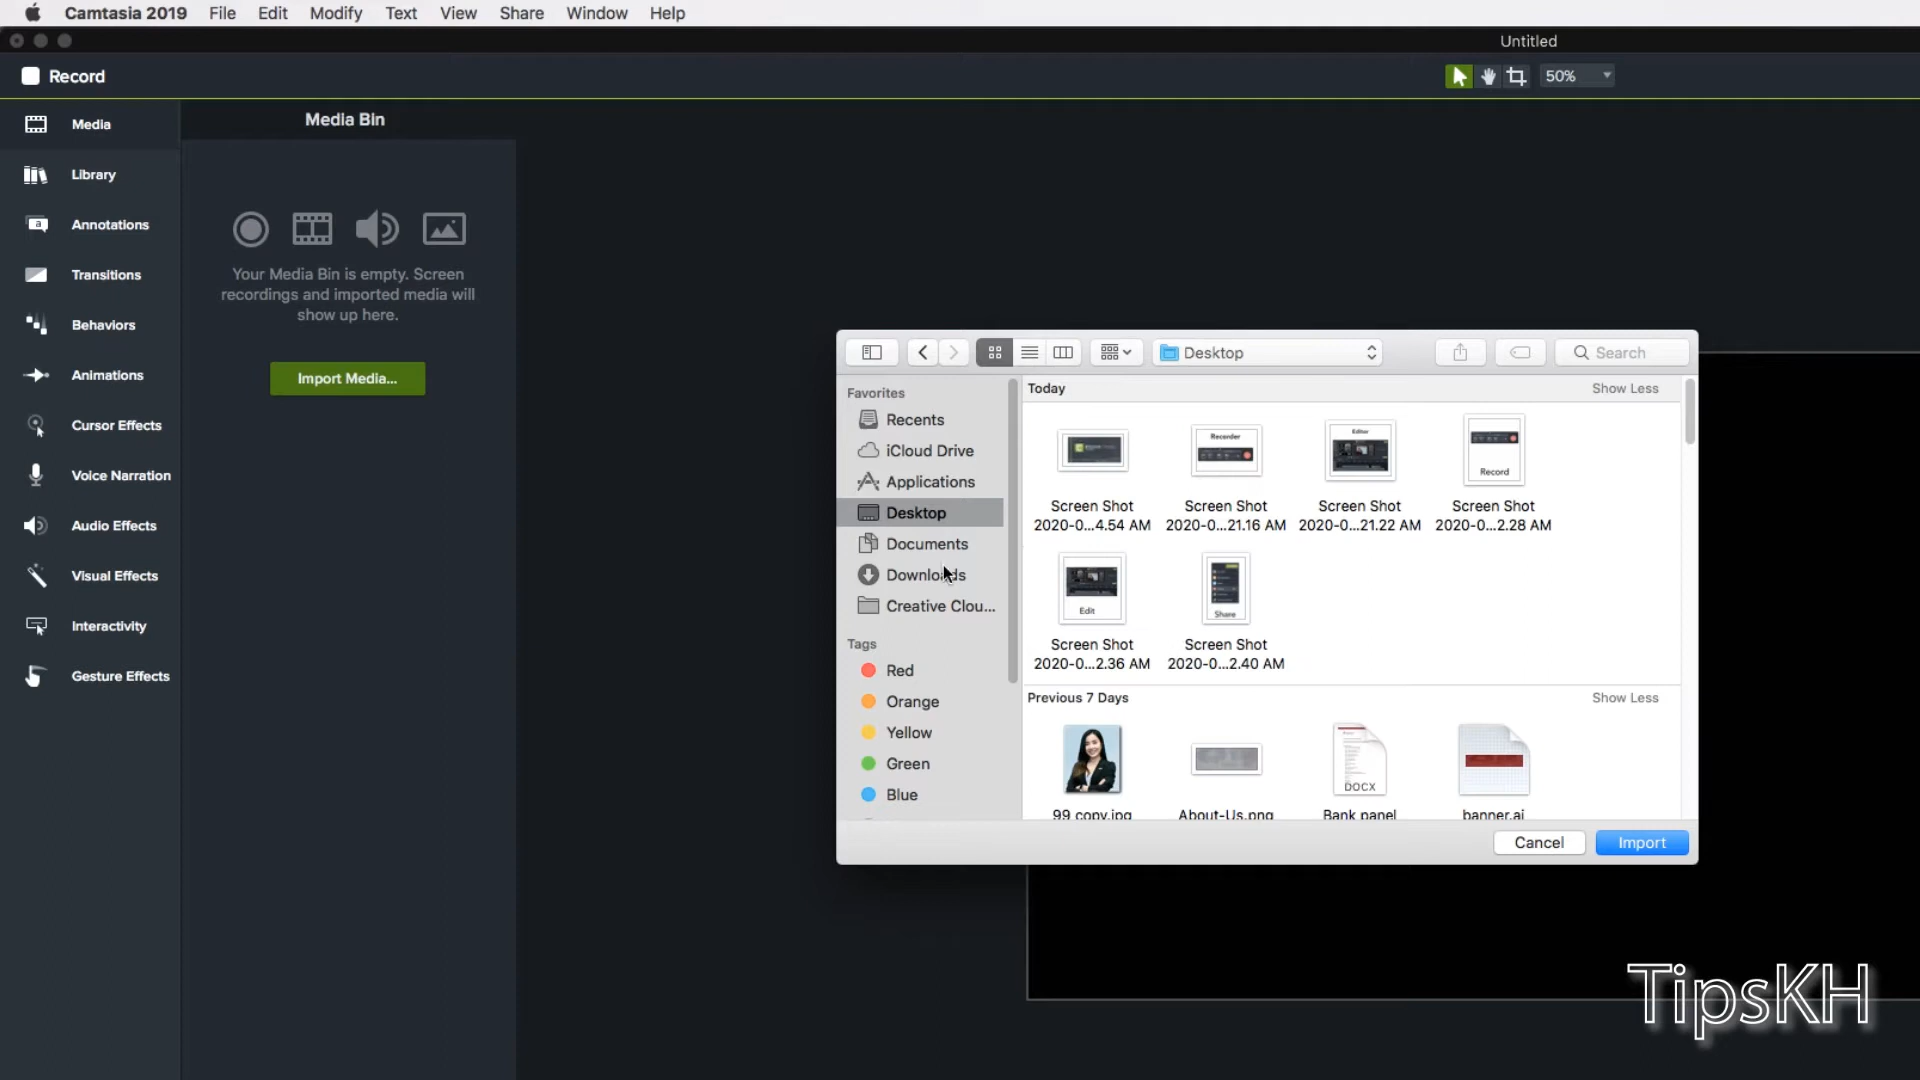 Camtasia 2019 File Edit Modify Text View Share Window Help
Untitled
Record
50%
Media
Library
Annotations
Transitions
Behaviors
Animations
Cursor Effects
Voice Narration
Audio Effects
Visual Effects
Interactivity
Gesture Effects
Media Bin
Your Media Bin is empty. Screen
recordings and imported media will
show up here.
Import Media...
Desktop
Search
Favorites
Recents
iCloud Drive
Applications
Desktop
Documents
Downloads
Creative Clou...
Tags
Red
Orange
Yellow
Green
Blue
Today
Show Less
Recorder
Editor
Record
Screen Shot
2020-0...4.54 AM
Screen Shot
2020-0...21.16 AM
Screen Shot
2020-0...21.22 AM
Screen Shot
2020-0...2.28 AM
Edit
Share
Screen Shot
2020-0...2.36 AM
Screen Shot
2020-0...2.40 AM
Previous 7 Days
Show Less
DOCX
99 copy.jpg
About-Us.png
Bank panel
banner.ai
Cancel
Import
TipsKH